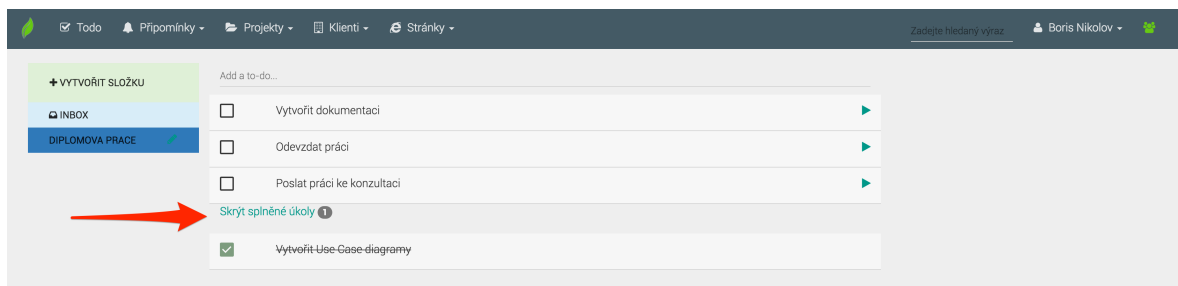 Todo Připomínky Projekty Klienti Stránky Zadejte hledaný výraz Boris Nikolov
+ VYTVOŘIT SLOŽKU
INBOX
DIPLOMOVA PRACE
Add a to-do...
Vytvořit dokumentaci
Odevzdat práci
Poslat práci ke konzultaci
Skrýt splněné úkoly 1
Vytvořit Use Case diagramy